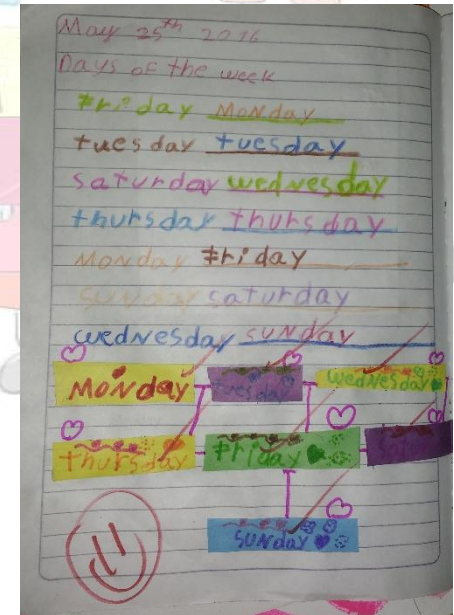 May 25th 2016
Days of the week
Friday Monday
tuesday tuesday
saturday wednesday
thursday thursday
Monday Friday
sunday saturday
wednesday sunday
Monday tuesday wednesday
thursday Friday
sunday